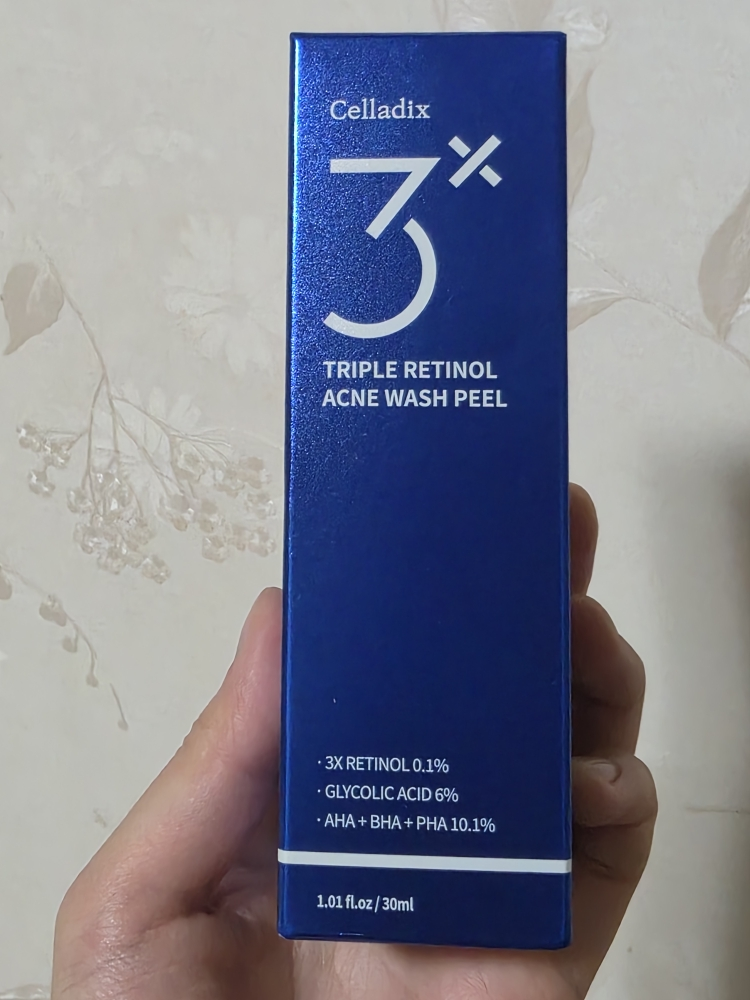 Celladix
3×
TRIPLE RETINOL
ACNE WASH PEEL
· 3X RETINOL 0.1%
· GLYCOLIC ACID 6%
· AHA + BHA + PHA 10.1%
1.01 fl.oz / 30ml